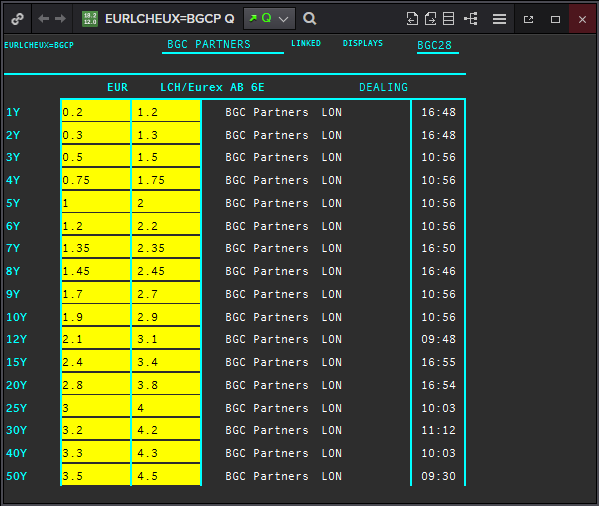 18.2
12.0
EURLCHEUX=BGCP Q
Q
EURLCHEUX=BGCP BGC PARTNERS LINKED DISPLAYS BGC28
EUR LCH/Eurex AB 6E DEALING
1Y 0.2 1.2 BGC Partners LON 16:48
2Y 0.3 1.3 BGC Partners LON 16:48
3Y 0.5 1.5 BGC Partners LON 10:56
4Y 0.75 1.75 BGC Partners LON 10:56
5Y 1 2 BGC Partners LON 10:56
6Y 1.2 2.2 BGC Partners LON 10:56
7Y 1.35 2.35 BGC Partners LON 16:50
8Y 1.45 2.45 BGC Partners LON 16:46
9Y 1.7 2.7 BGC Partners LON 10:56
10Y 1.9 2.9 BGC Partners LON 10:56
12Y 2.1 3.1 BGC Partners LON 09:48
15Y 2.4 3.4 BGC Partners LON 16:55
20Y 2.8 3.8 BGC Partners LON 16:54
25Y 3 4 BGC Partners LON 10:03
30Y 3.2 4.2 BGC Partners LON 11:12
40Y 3.3 4.3 BGC Partners LON 10:03
50Y 3.5 4.5 BGC Partners LON 09:30